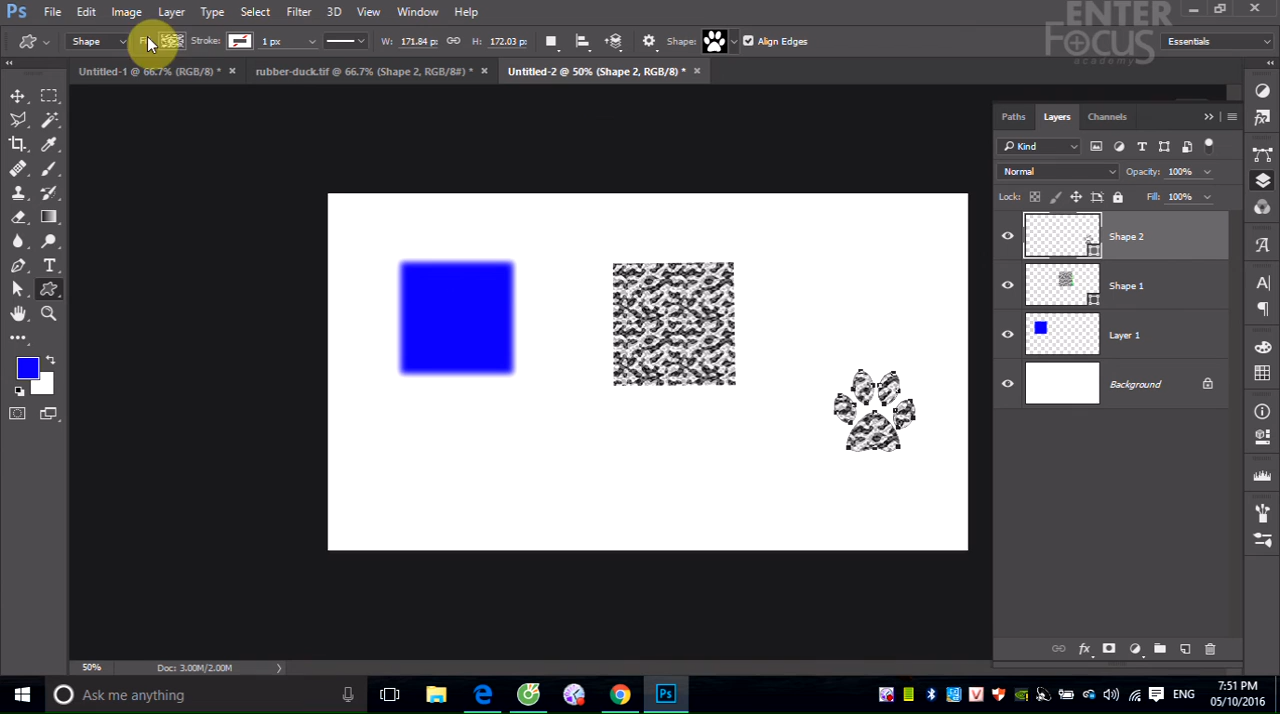 Ps File Edit Image Layer Type Select Filter 3D View Window Help
ENTER FOCUS academy
Shape Stroke: 1 px W: 171.84 p: H: 172.03 p: Shape: Align Edges Essentials
Untitled-1 @ 66.7% (RGB/8) * rubber-duck.tif @ 66.7% (Shape 2, RGB/8#) * Untitled-2 @ 50% (Shape 2, RGB/8) *
Paths Layers Channels
Kind
Normal Opacity: 100%
Lock: Fill: 100%
Shape 2
Shape 1
Layer 1
Background
50% Doc: 3.00M/2.00M
Ask me anything
Ps
ENG
7:51 PM
05/10/2016